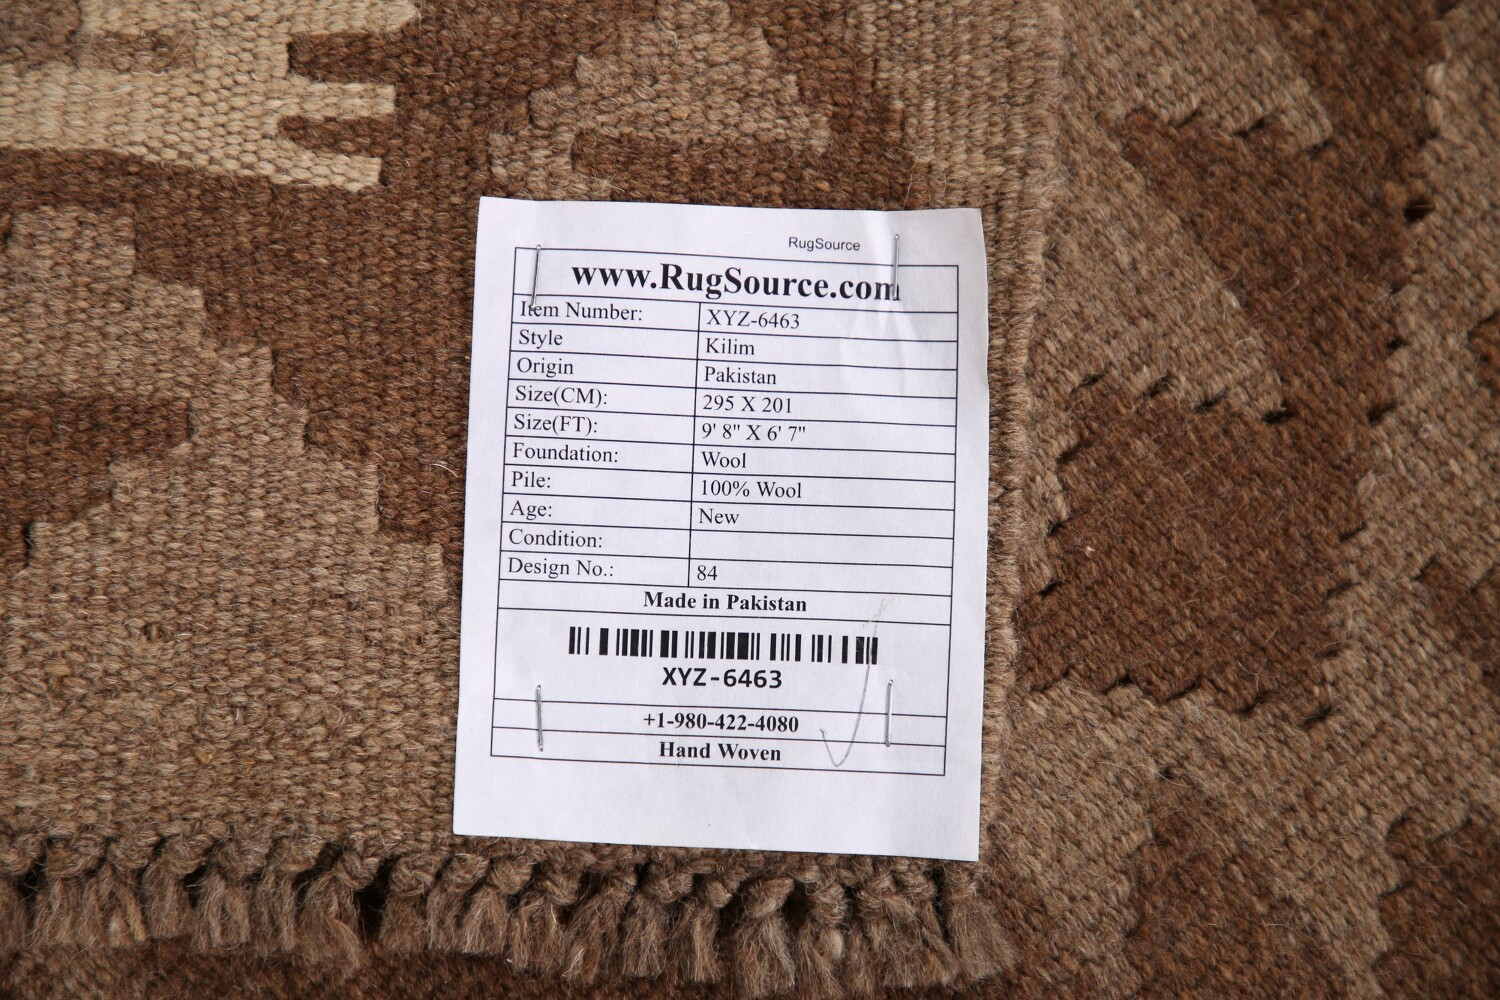 RugSource
www.RugSource.com
Item Number: XYZ-6463
Style Kilim
Origin Pakistan
Size(CM): 295 X 201
Size(FT): 9' 8" X 6' 7"
Foundation: Wool
Pile: 100% Wool
Age: New
Condition:
Design No.: 84
Made in Pakistan
XYZ-6463
+1-980-422-4080
Hand Woven